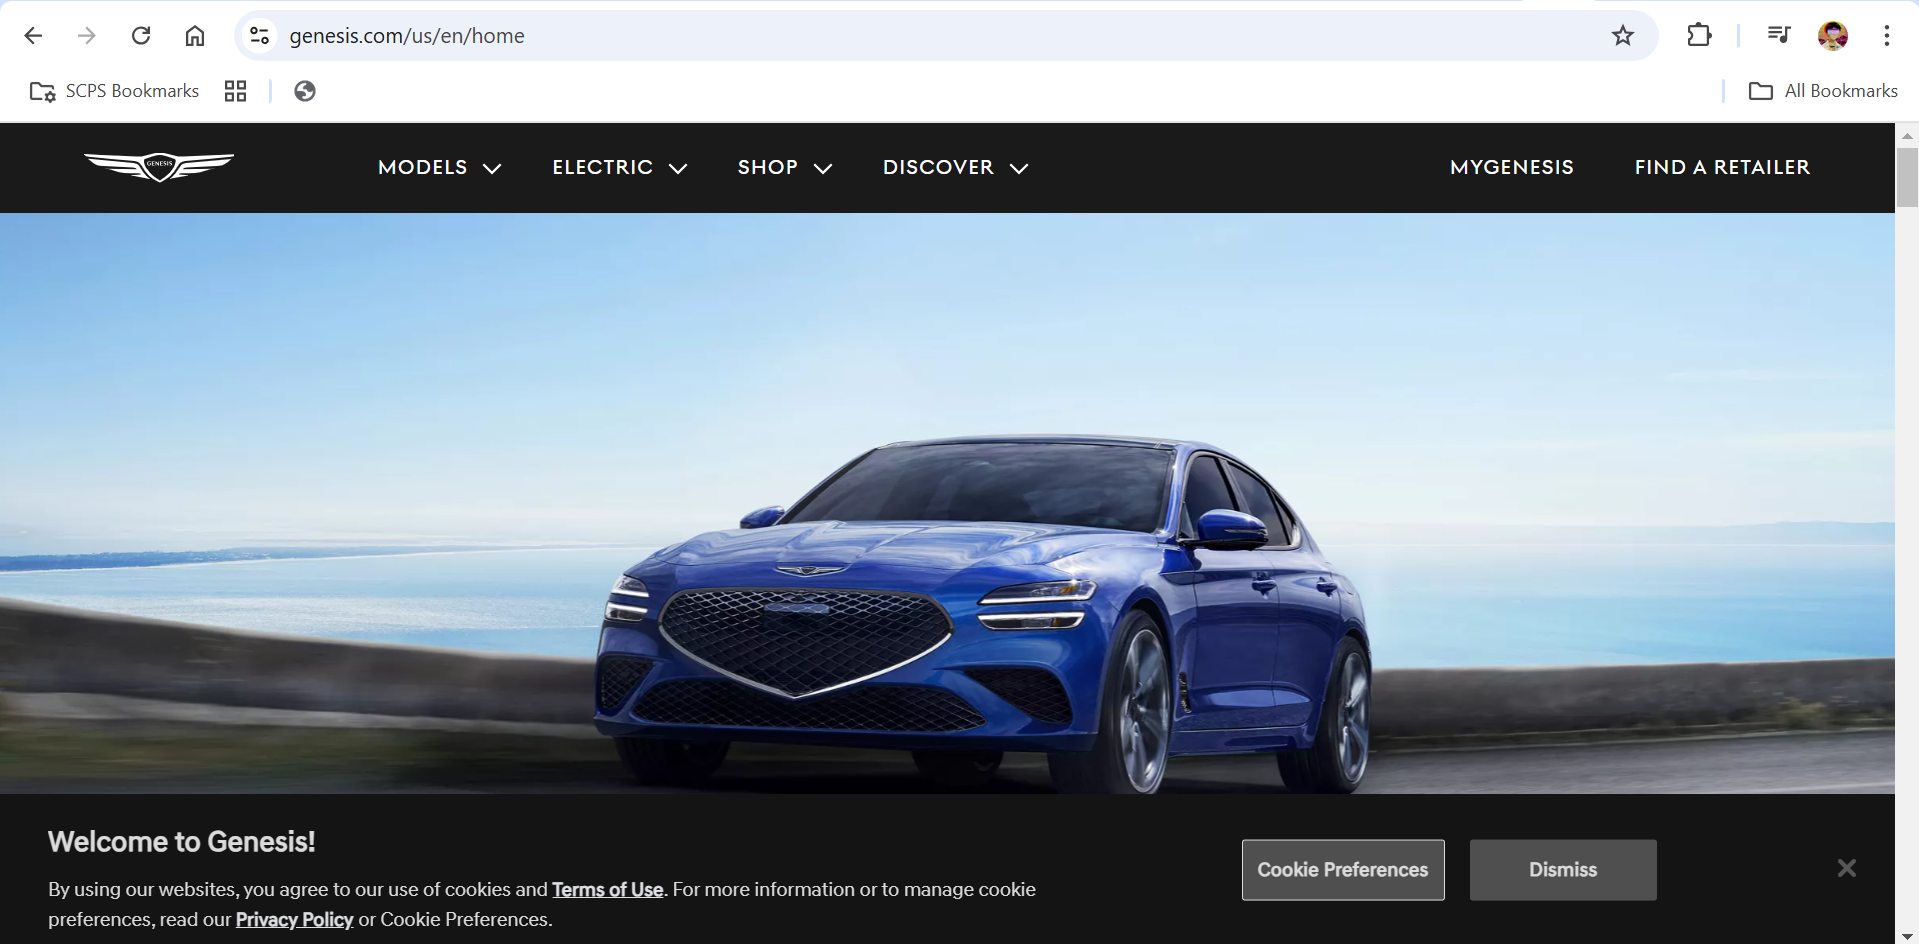 genesis.com/us/en/home
SCPS Bookmarks
All Bookmarks
GENESIS
MODELS
ELECTRIC
SHOP
DISCOVER
MYGENESIS
FIND A RETAILER
Welcome to Genesis!
By using our websites, you agree to our use of cookies and Terms of Use. For more information or to manage cookie
preferences, read our Privacy Policy or Cookie Preferences.
Cookie Preferences
Dismiss